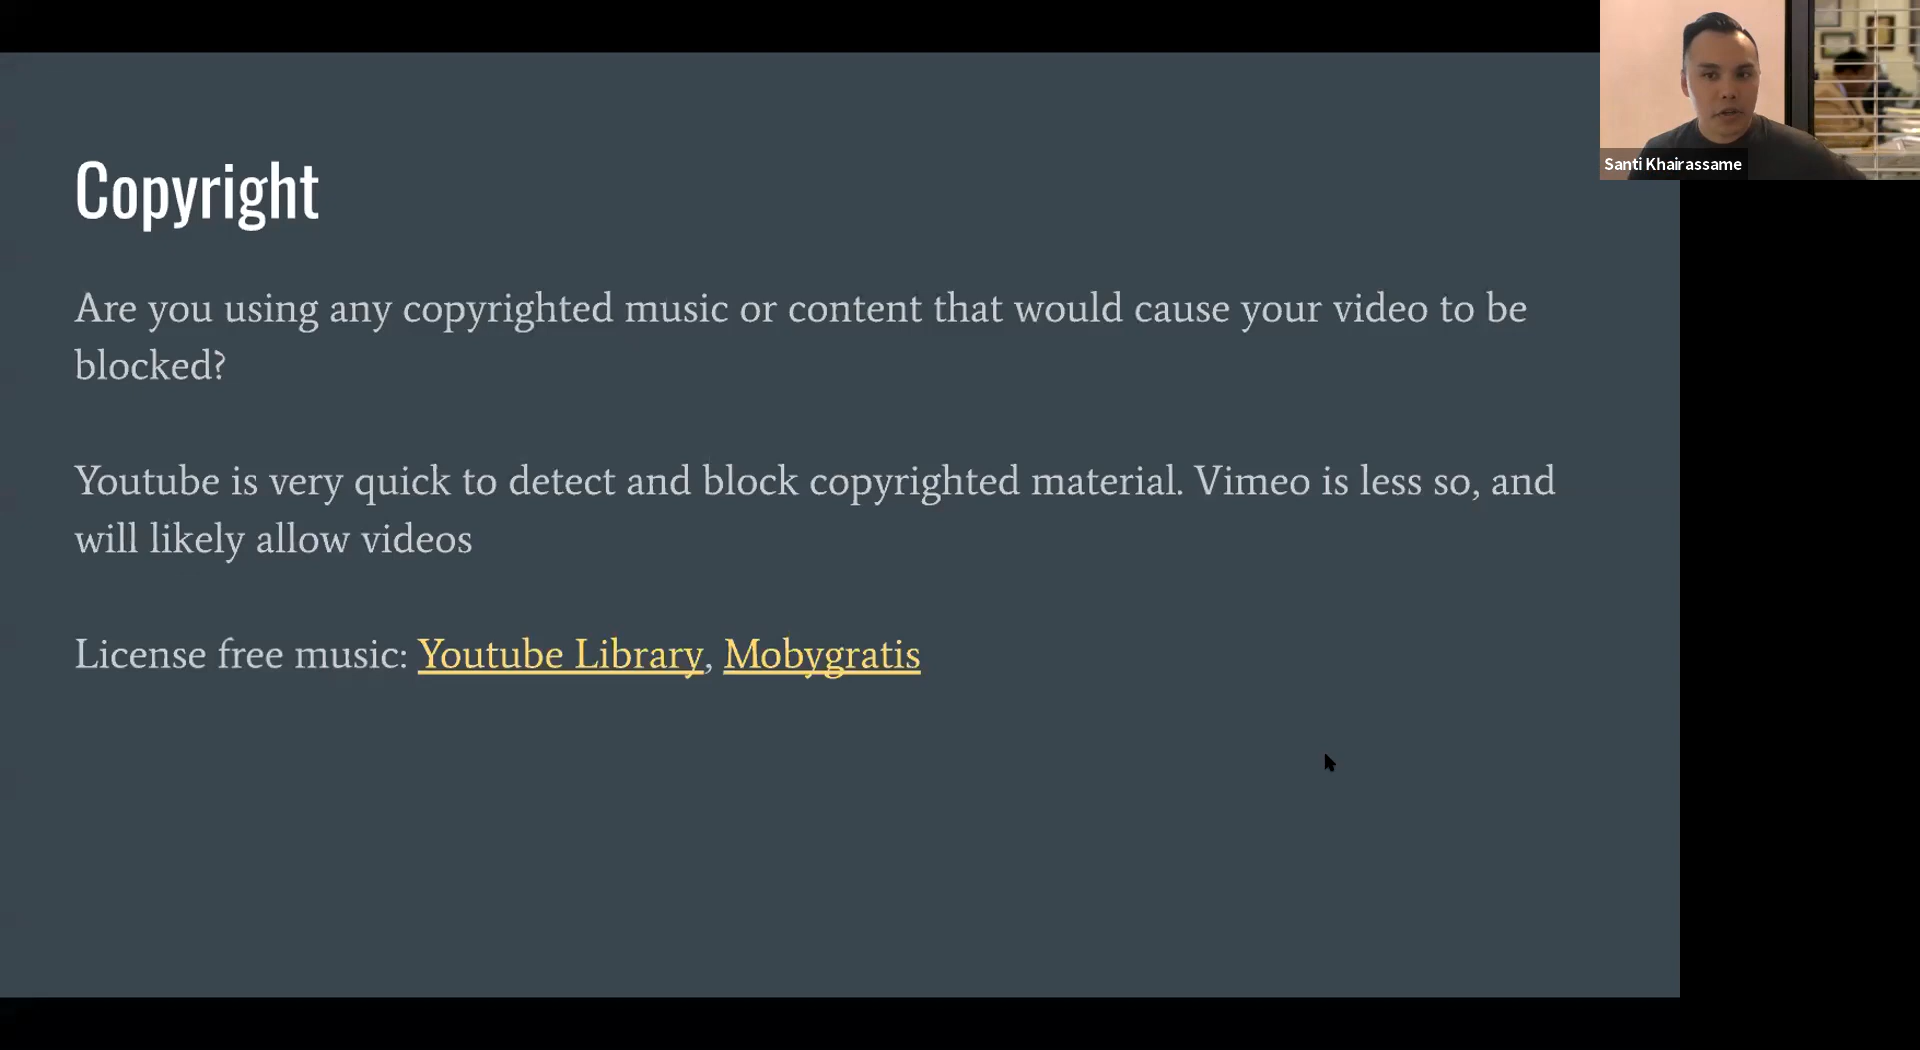 Copyright
Are you using any copyrighted music or content that would cause your video to be
blocked?
Youtube is very quick to detect and block copyrighted material. Vimeo is less so, and
will likely allow videos
License free music: Youtube Library, Mobygratis
Santi Khairassame